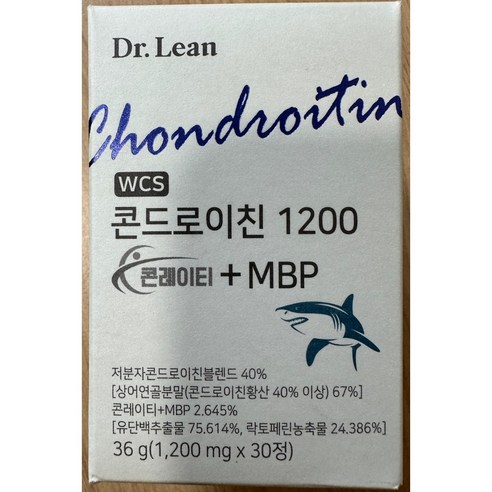 Dr. Lean
Chondroitin
WCS
콘드로이친 1200
콘레이티 + MBP
저분자콘드로이친블렌드 40%
[상어연골분말(콘드로이친황산 40% 이상) 67%]
콘레이티+MBP 2.645%
[유단백추출물 75.614%, 락토페린농축물 24.386%]
36 g(1,200 mg x 30정)